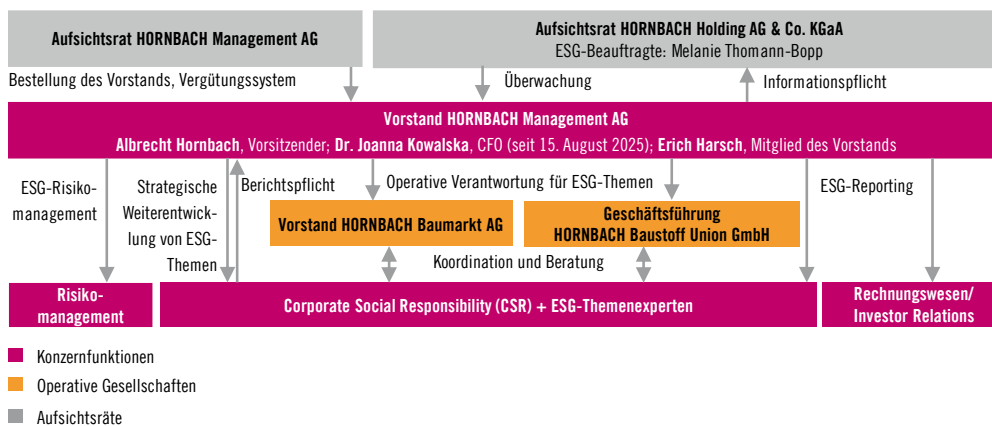 Aufsichtsrat HORNBACH Management AG
Aufsichtsrat HORNBACH Holding AG & Co. KGaA
ESG-Beauftragte: Melanie Thomann-Bopp
Bestellung des Vorstands, Vergütungssystem
Überwachung
Informationspflicht
Vorstand HORNBACH Management AG
Albrecht Hornbach, Vorsitzender; Dr. Joanna Kowalska, CFO (seit 15. August 2025); Erich Harsch, Mitglied des Vorstands
ESG-Risiko-
management
Strategische
Weiterentwick-
lung von ESG-
Themen
Berichtspflicht
Operative Verantwortung für ESG-Themen
ESG-Reporting
Vorstand HORNBACH Baumarkt AG
Geschäftsführung
HORNBACH Baustoff Union GmbH
Koordination und Beratung
Risiko-
management
Corporate Social Responsibility (CSR) + ESG-Themenexperten
Rechnungswesen/
Investor Relations
Konzernfunktionen
Operative Gesellschaften
Aufsichtsräte